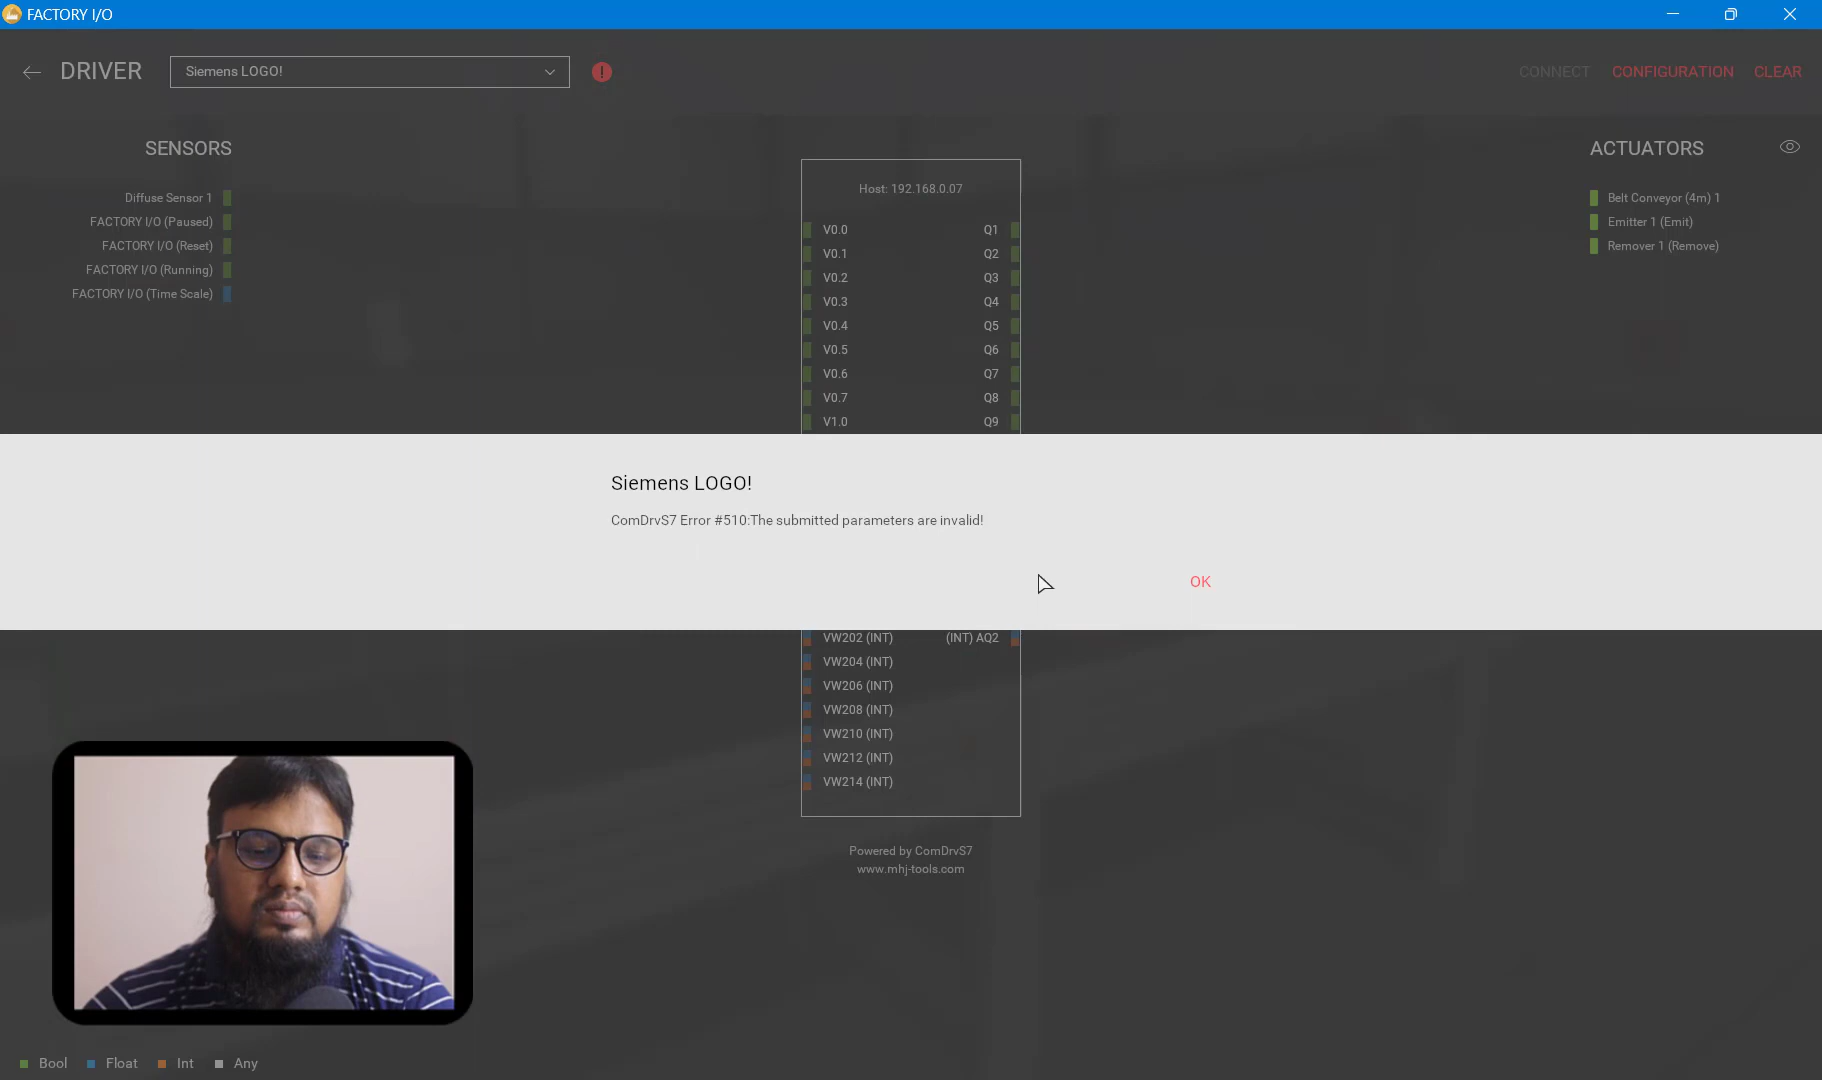 FACTORY I/O
DRIVER
Siemens LOGO!
!
CONNECT
CONFIGURATION
CLEAR
SENSORS
Diffuse Sensor 1
FACTORY I/O (Paused)
FACTORY I/O (Reset)
FACTORY I/O (Running)
FACTORY I/O (Time Scale)
Host: 192.168.0.07
V0.0 Q1
V0.1 Q2
V0.2 Q3
V0.3 Q4
V0.4 Q5
V0.5 Q6
V0.6 Q7
V0.7 Q8
V1.0 Q9
ACTUATORS
Belt Conveyor (4m) 1
Emitter 1 (Emit)
Remover 1 (Remove)
Siemens LOGO!
ComDrvS7 Error #510:The submitted parameters are invalid!
OK
VW202 (INT) (INT) AQ2
VW204 (INT)
VW206 (INT)
VW208 (INT)
VW210 (INT)
VW212 (INT)
VW214 (INT)
Powered by ComDrvS7
www.mhj-tools.com
Bool Float Int Any